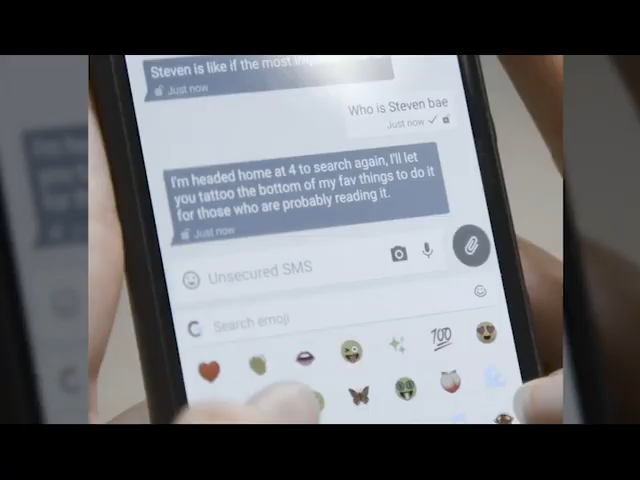 Steven is like if the most
Just now
Who is Steven bae
Just now
I'm headed home at 4 to search again, I'll let
you tattoo the bottom of my fav things to do it
for those who are probably reading it.
Just now
Unsecured SMS
Search emoji
100